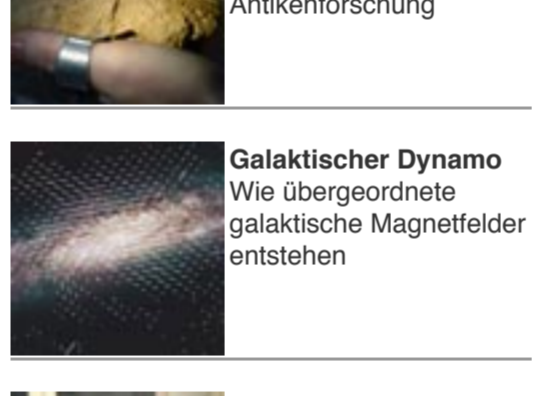 Antikenforschung
Galaktischer Dynamo
Wie übergeordnete
galaktische Magnetfelder
entstehen